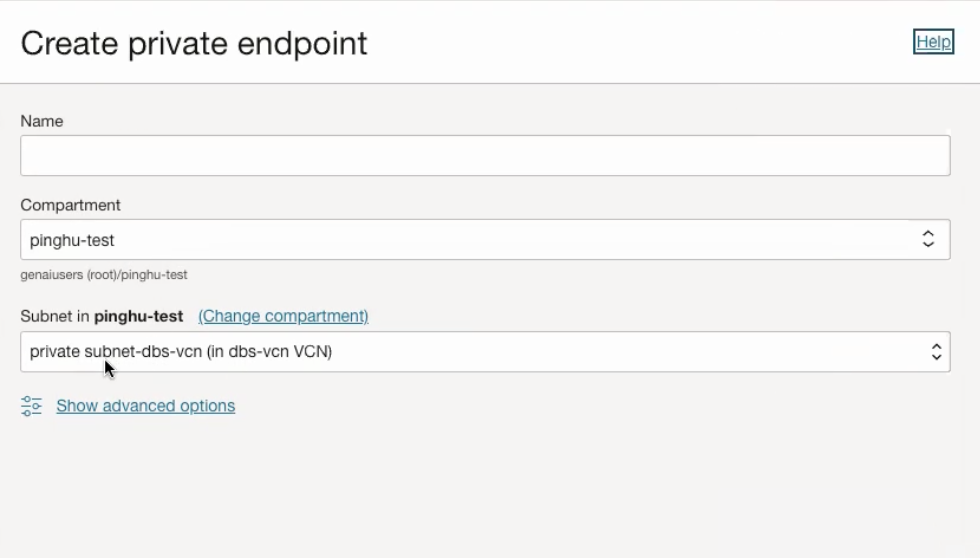 Create private endpoint
Help
Name
Compartment
pinghu-test
genaiusers (root)/pinghu-test
Subnet in pinghu-test (Change compartment)
private subnet-dbs-vcn (in dbs-vcn VCN)
Show advanced options